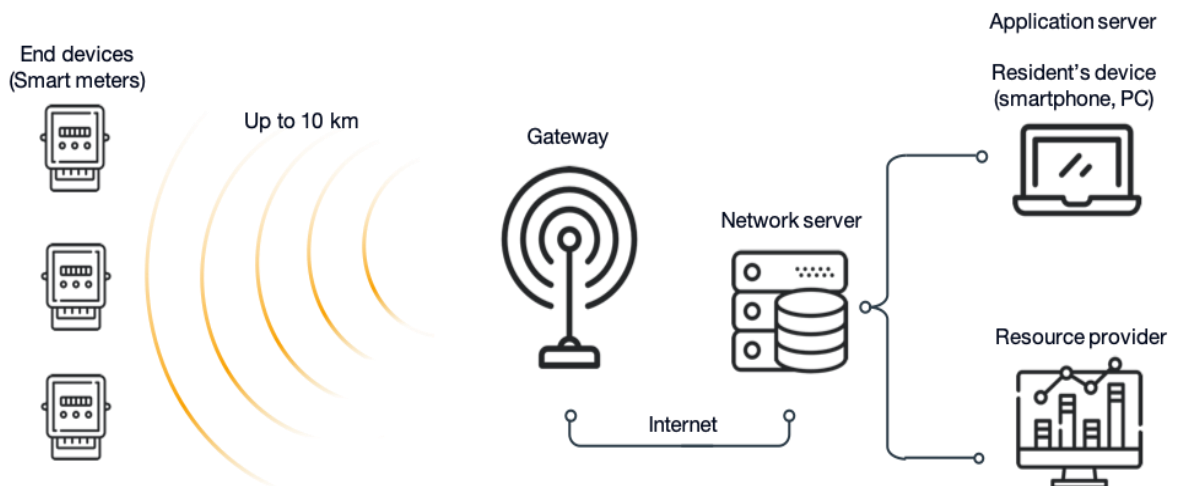 End devices
(Smart meters)
Up to 10 km
Gateway
Network server
Internet
Application server
Resident's device
(smartphone, PC)
Resource provider